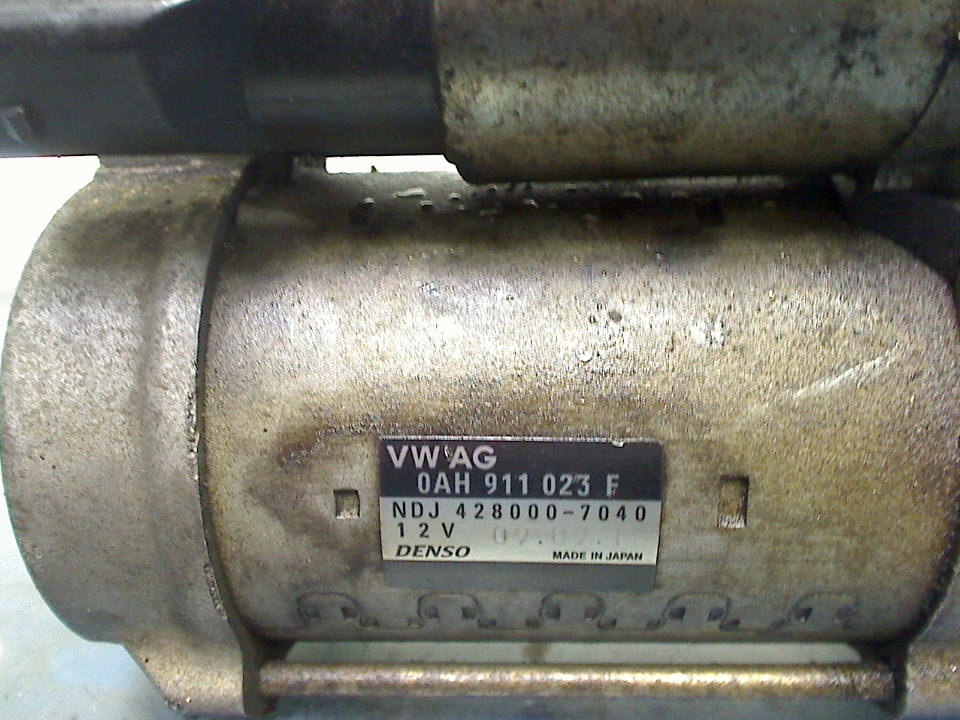 VW AG
0AH 911 023 F
NDJ 428000-7040
12V
DENSO MADE IN JAPAN